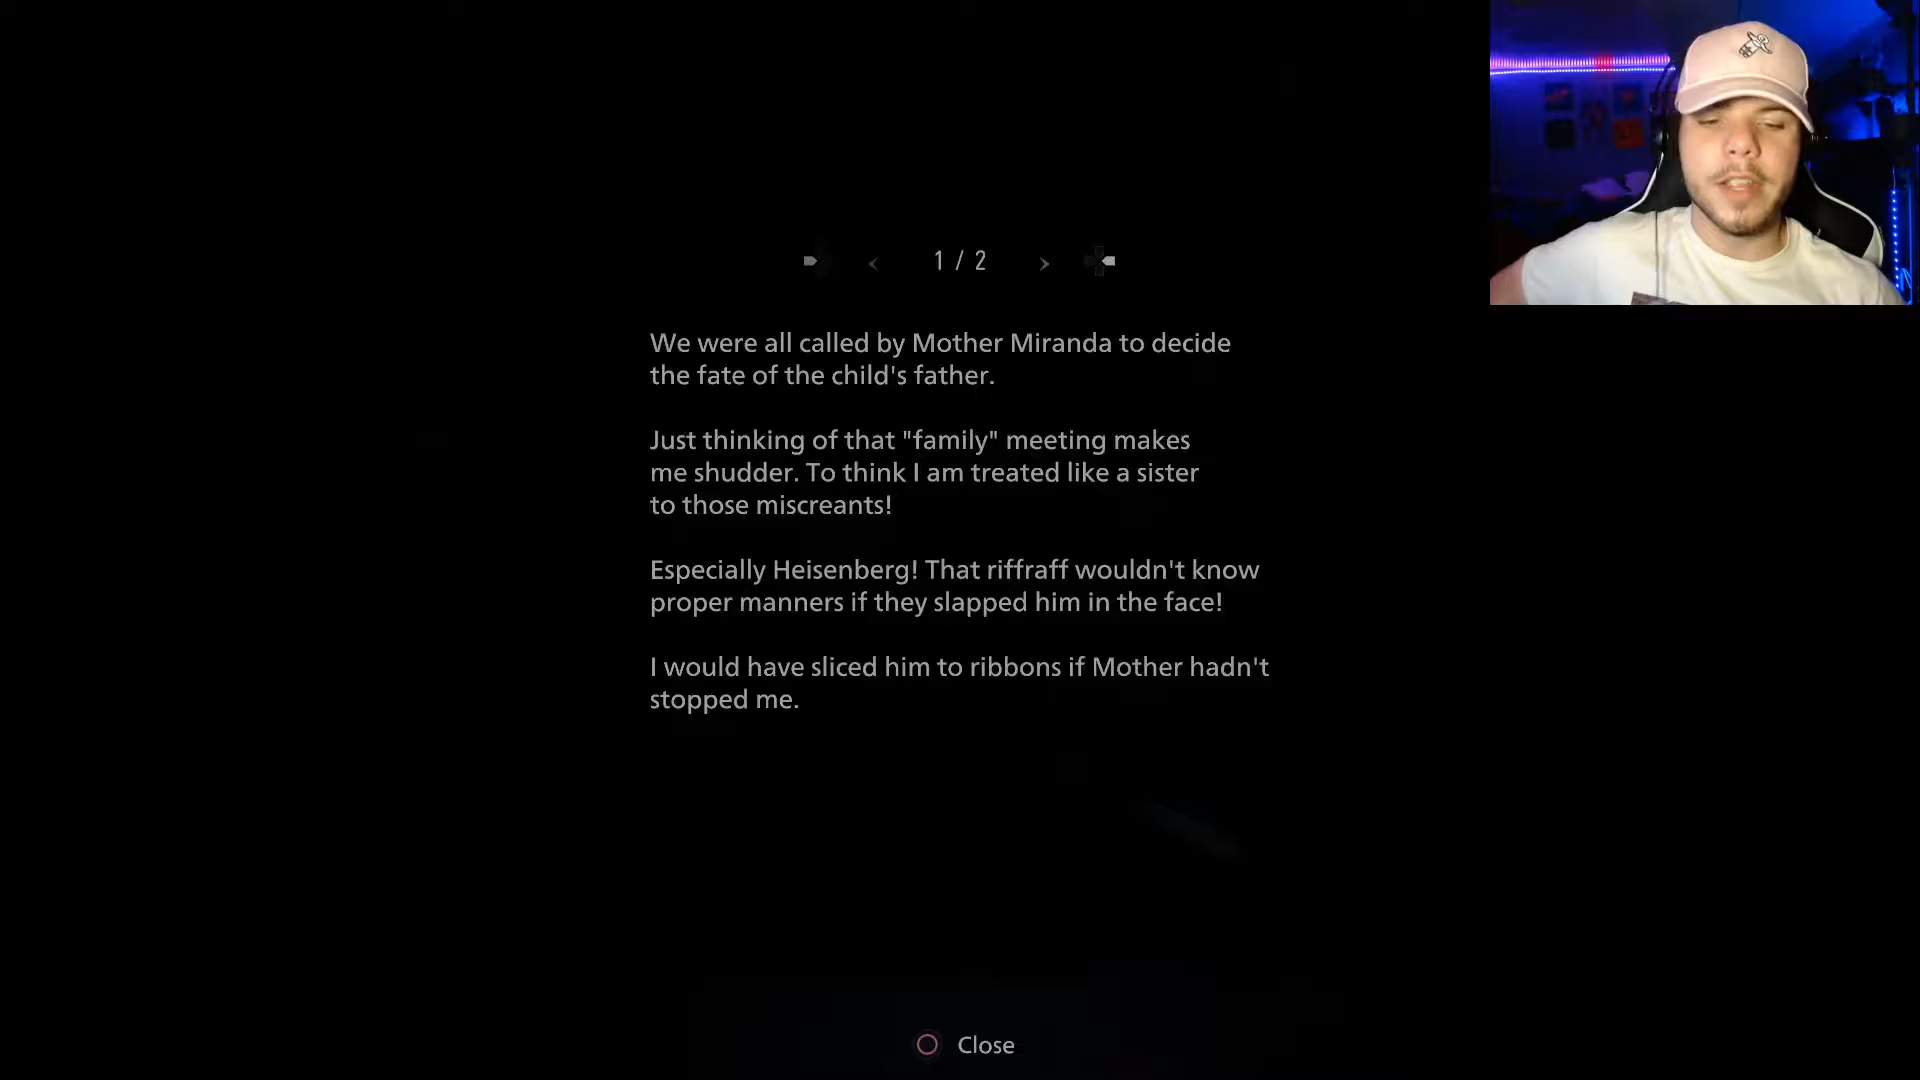 < 1 / 2 >
We were all called by Mother Miranda to decide
the fate of the child's father.
Just thinking of that "family" meeting makes
me shudder. To think I am treated like a sister
to those miscreants!
Especially Heisenberg! That riffraff wouldn't know
proper manners if they slapped him in the face!
I would have sliced him to ribbons if Mother hadn't
stopped me.
Close